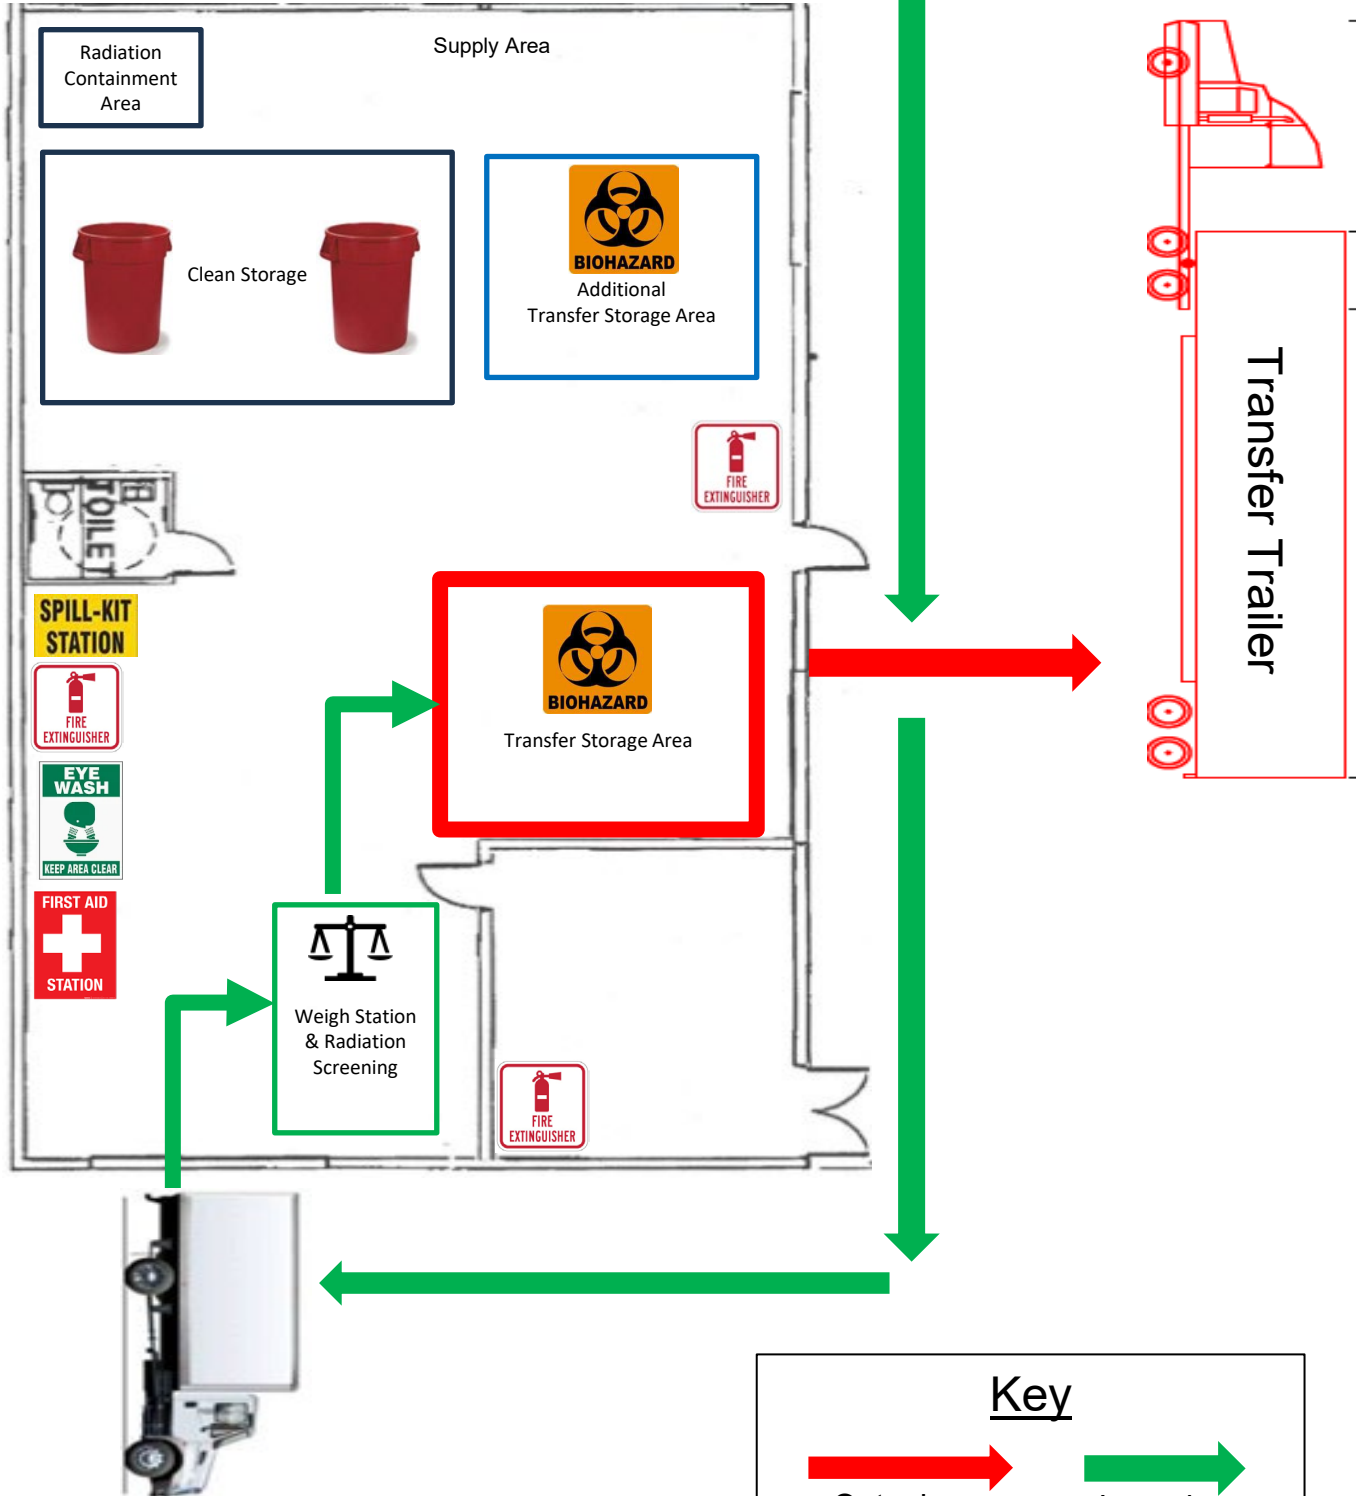 Radiation
Containment
Area
Supply Area
Clean Storage
BIOHAZARD
Additional
Transfer Storage Area
FIRE
EXTINGUISHER
TOILET
SPILL-KIT
STATION
FIRE
EXTINGUISHER
EYE
WASH
KEEP AREA CLEAR
FIRST AID
STATION
BIOHAZARD
Transfer Storage Area
Transfer Trailer
Weigh Station
& Radiation
Screening
FIRE
EXTINGUISHER
Key